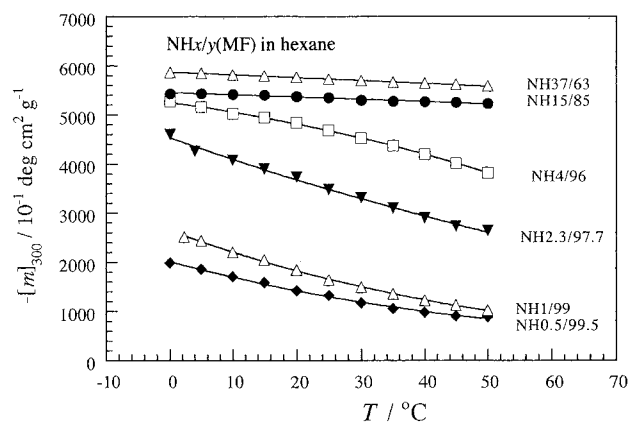 NHx/y(MF) in hexane
7000
6000
5000
4000
3000
2000
1000
0
-[m]300 / 10-1 deg cm2 g-1
NH37/63
NH15/85
NH4/96
NH2.3/97.7
NH1/99
NH0.5/99.5
-10 0 10 20 30 40 50 60 70
T / °C